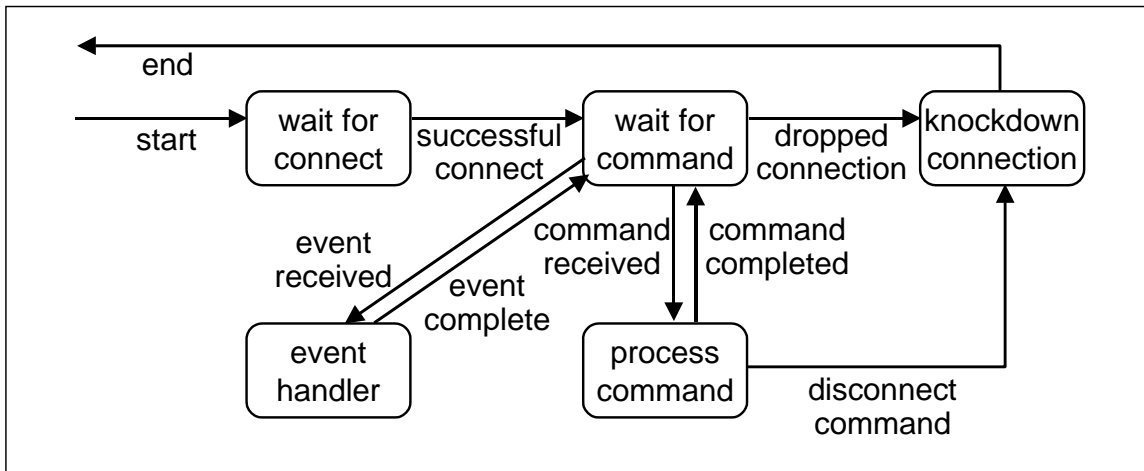 end
start
wait for
connect
successful
connect
wait for
command
dropped
connection
knockdown
connection
event
received
event
complete
command
received
command
completed
event
handler
process
command
disconnect
command